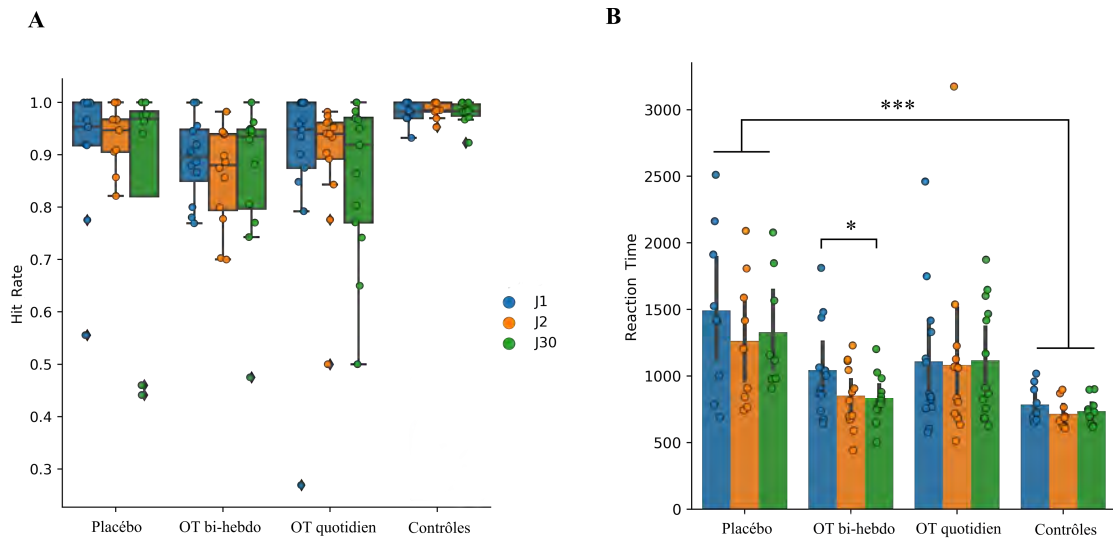 A
B
1.0
0.9
0.8
0.7
0.6
0.5
0.4
0.3
Hit Rate
Placébo
OT bi-hebdo
OT quotidien
Contrôles
J1
J2
J30
3000
2500
2000
1500
1000
500
0
Reaction Time
***
*
Placébo
OT bi-hebdo
OT quotidien
Contrôles